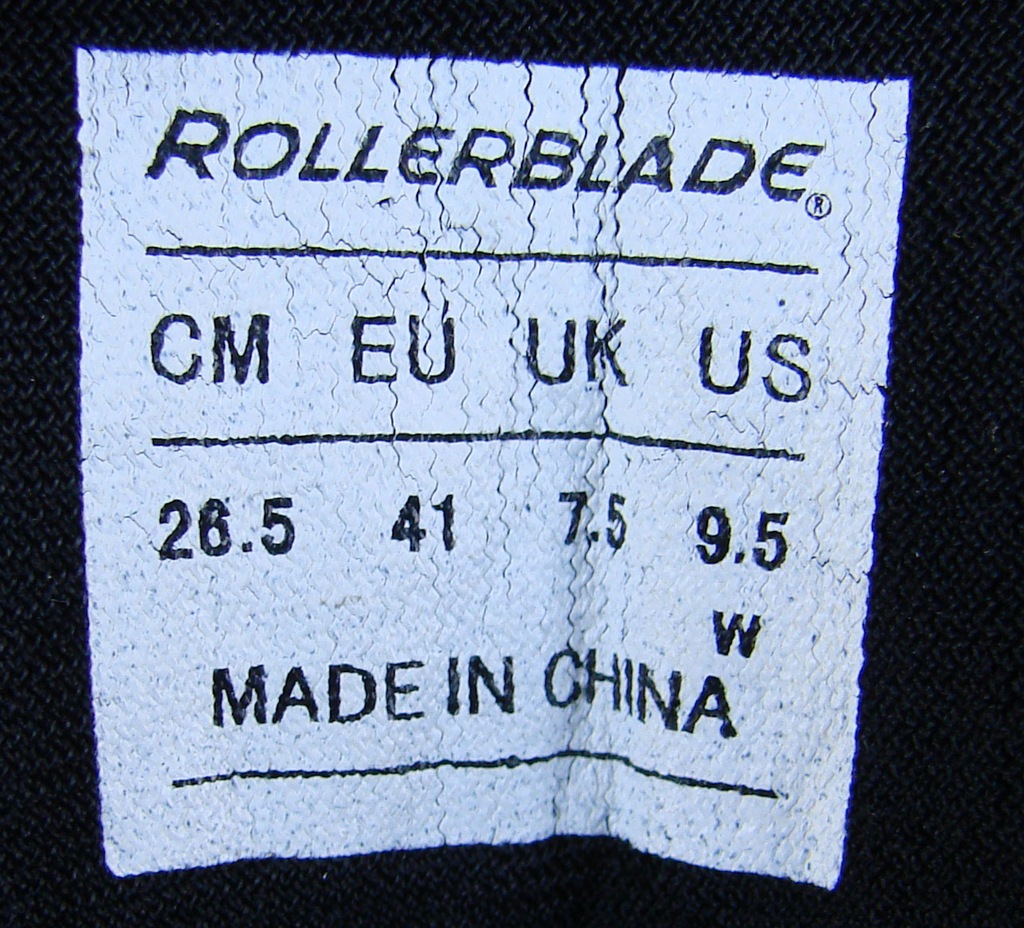 ROLLERBLADE®
CM EU UK US
26.5 41 7.5 9.5
W
MADE IN CHINA